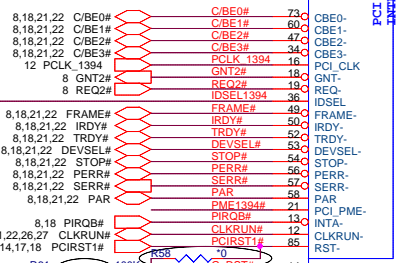 8,18,21,22 C/BE0# C/BE0# 73 CBE0-
8,18,21,22 C/BE1# C/BE1# 60 CBE1-
8,18,21,22 C/BE2# C/BE2# 47 CBE2-
8,18,21,22 C/BE3# C/BE3# 34 CBE3-
12 PCLK_1394 PCLK_1394 16 PCI_CLK
8 GNT2# GNT2# 18 GNT-
8 REQ2# REQ2# 19 REQ-
IDSEL1394 36 IDSEL
8,18,21,22 FRAME# FRAME# 49 FRAME-
8,18,21,22 IRDY# IRDY# 50 IRDY-
8,18,21,22 TRDY# TRDY# 52 TRDY-
8,18,21,22 DEVSEL# DEVSEL# 53 DEVSEL-
8,18,21,22 STOP# STOP# 54 STOP-
8,18,21,22 PERR# PERR# 56 PERR-
8,18,21,22 SERR# SERR# 57 SERR-
8,18,21,22 PAR PAR 58 PAR
PME1394# 21 PCI_PME-
8,18 PIRQB# PIRQB# 13 INTA-
1,22,26,27 CLKRUN# CLKRUN# 12 CLKRUN-
14,17,18 PCIRST1# PCIRST1# 85 RST-
R58 *0
PCI